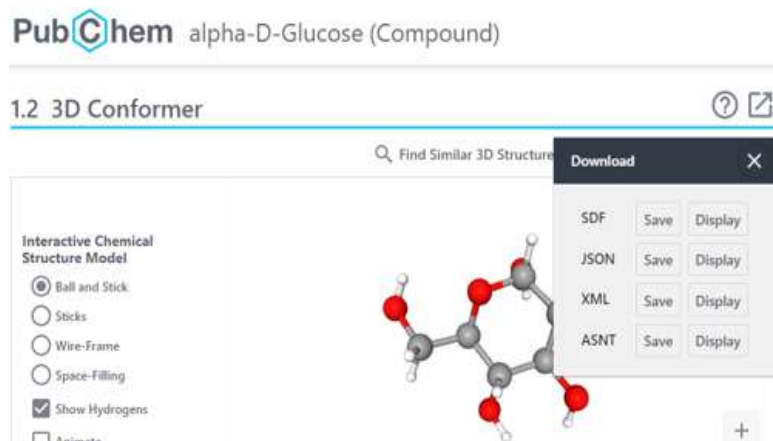 PubChem alpha-D-Glucose (Compound)
1.2 3D Conformer
Find Similar 3D Structure
Download
SDF Save Display
JSON Save Display
XML Save Display
ASNT Save Display
Interactive Chemical
Structure Model
Ball and Stick
Sticks
Wire-Frame
Space-Filling
Show Hydrogens
Animate